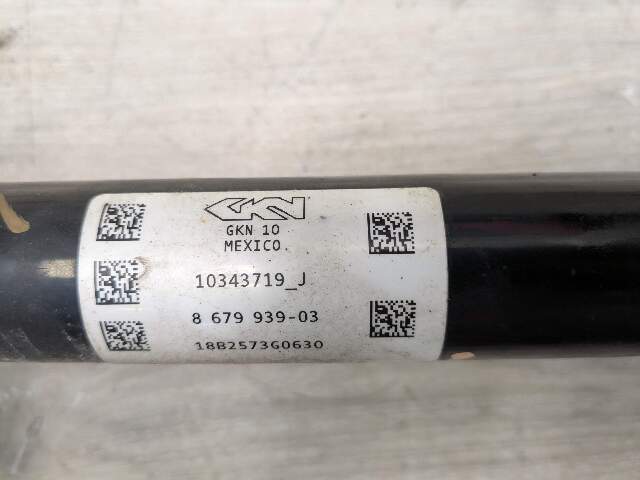 GKN
GKN 10
MEXICO
10343719_J
8 679 939-03
18B2573G0630